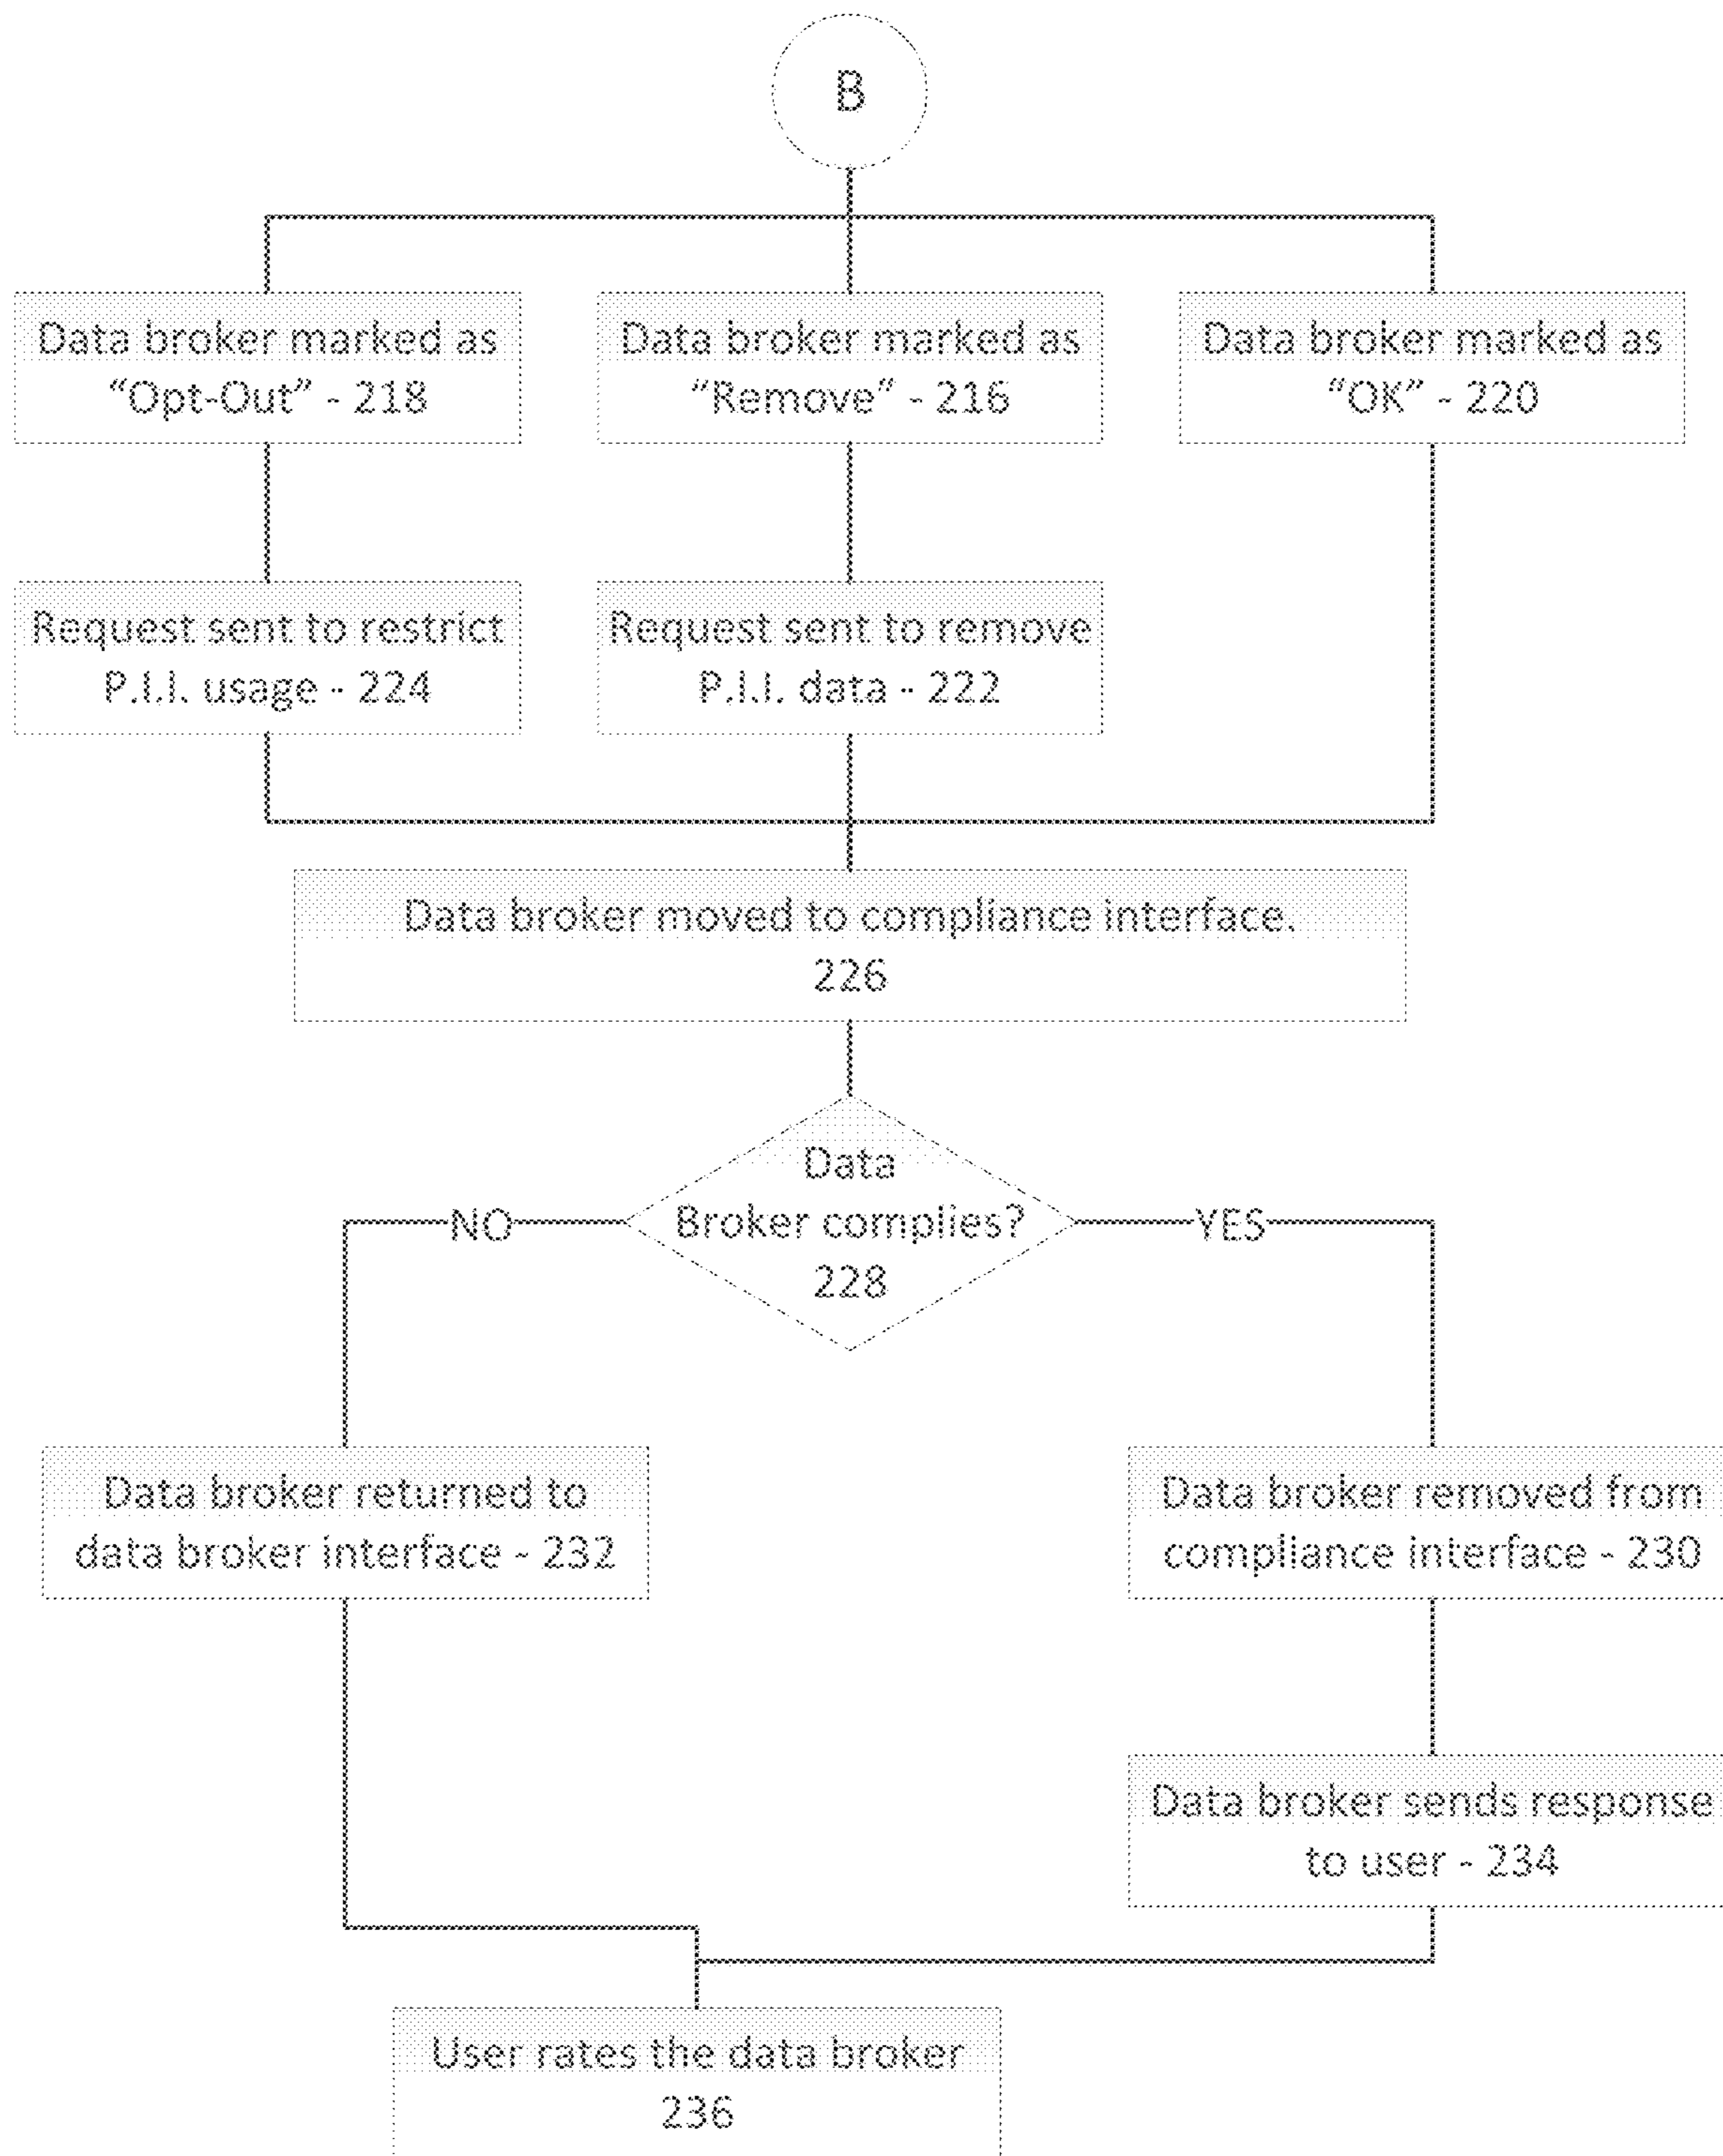 B
Data broker marked as
“Opt-Out” - 218
Data broker marked as
“Remove” - 216
Data broker marked as
“OK” - 220
Request sent to restrict
P.I.I. usage - 224
Request sent to remove
P.I.I. data - 222
Data broker moved to compliance interface.
226
Data
Broker complies?
228
NO
YES
Data broker returned to
data broker interface - 232
Data broker removed from
compliance interface - 230
Data broker sends response
to user - 234
User rates the data broker
236